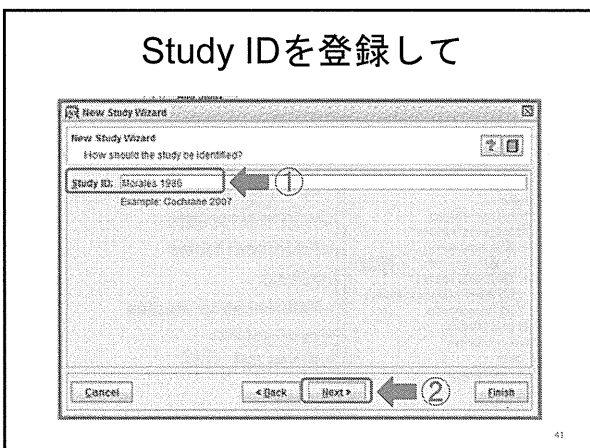 Study IDを登録して
New Study Wizard
New Study Wizard
How should the study be identified?
Study ID: Morales 1986
①
Example: Cochrane 2007
Cancel
< Back
Next >
②
Finish
41